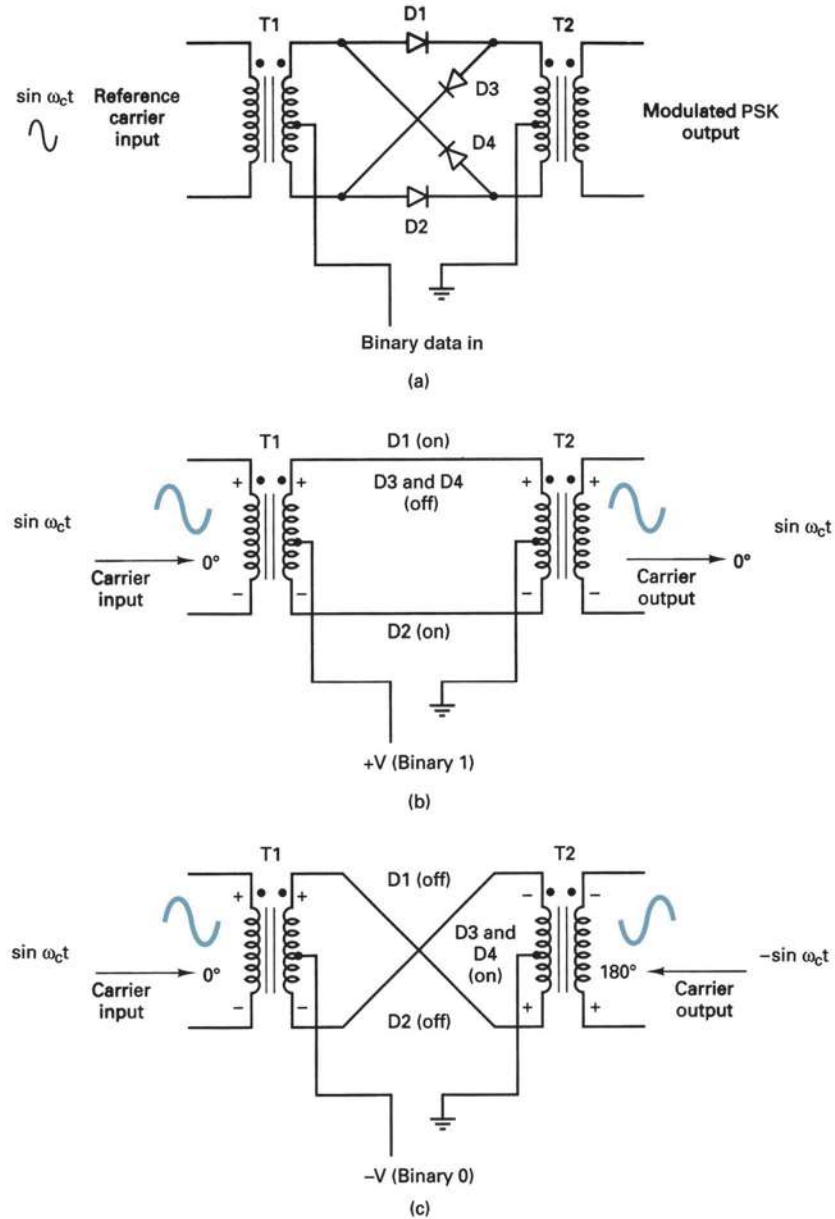 D1
T1
T2
sin ωct
Reference
carrier
input
D3
D4
Modulated PSK
output
D2
Binary data in
(a)
T1
D1 (on)
T2
+
+
D3 and D4
(off)
+
+
sin ωct
sin ωct
0°
0°
Carrier
input
Carrier
output
−
−
−
−
D2 (on)
+V (Binary 1)
(b)
T1
D1 (off)
T2
+
+
−
−
D3 and
D4
(on)
sin ωct
0°
180°
−sin ωct
Carrier
input
Carrier
output
−
−
D2 (off)
+
+
−V (Binary 0)
(c)